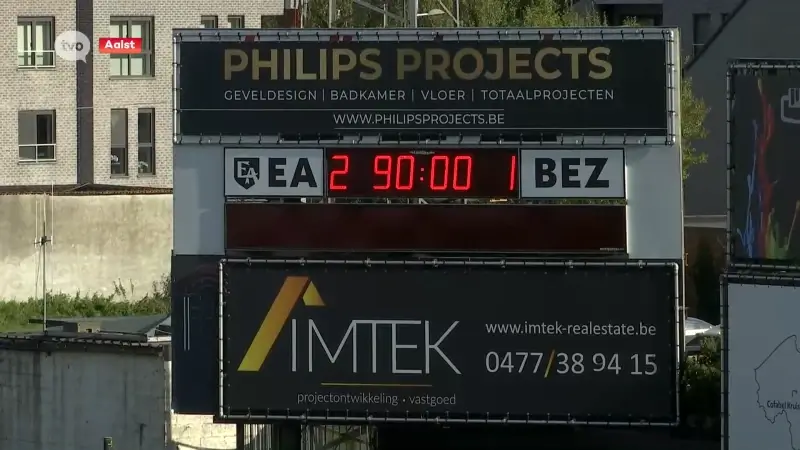 tvo
Aalst
PHILIPS PROJECTS
GEVELDESIGN | BADKAMER | VLOER | TOTAALPROJECTEN
WWW.PHILIPSPROJECTS.BE
EA EA 2 90:00 1 BEZ
IMTEK
projectontwikkeling • vastgoed
www.imtek-realestate.be
0477/38 94 15